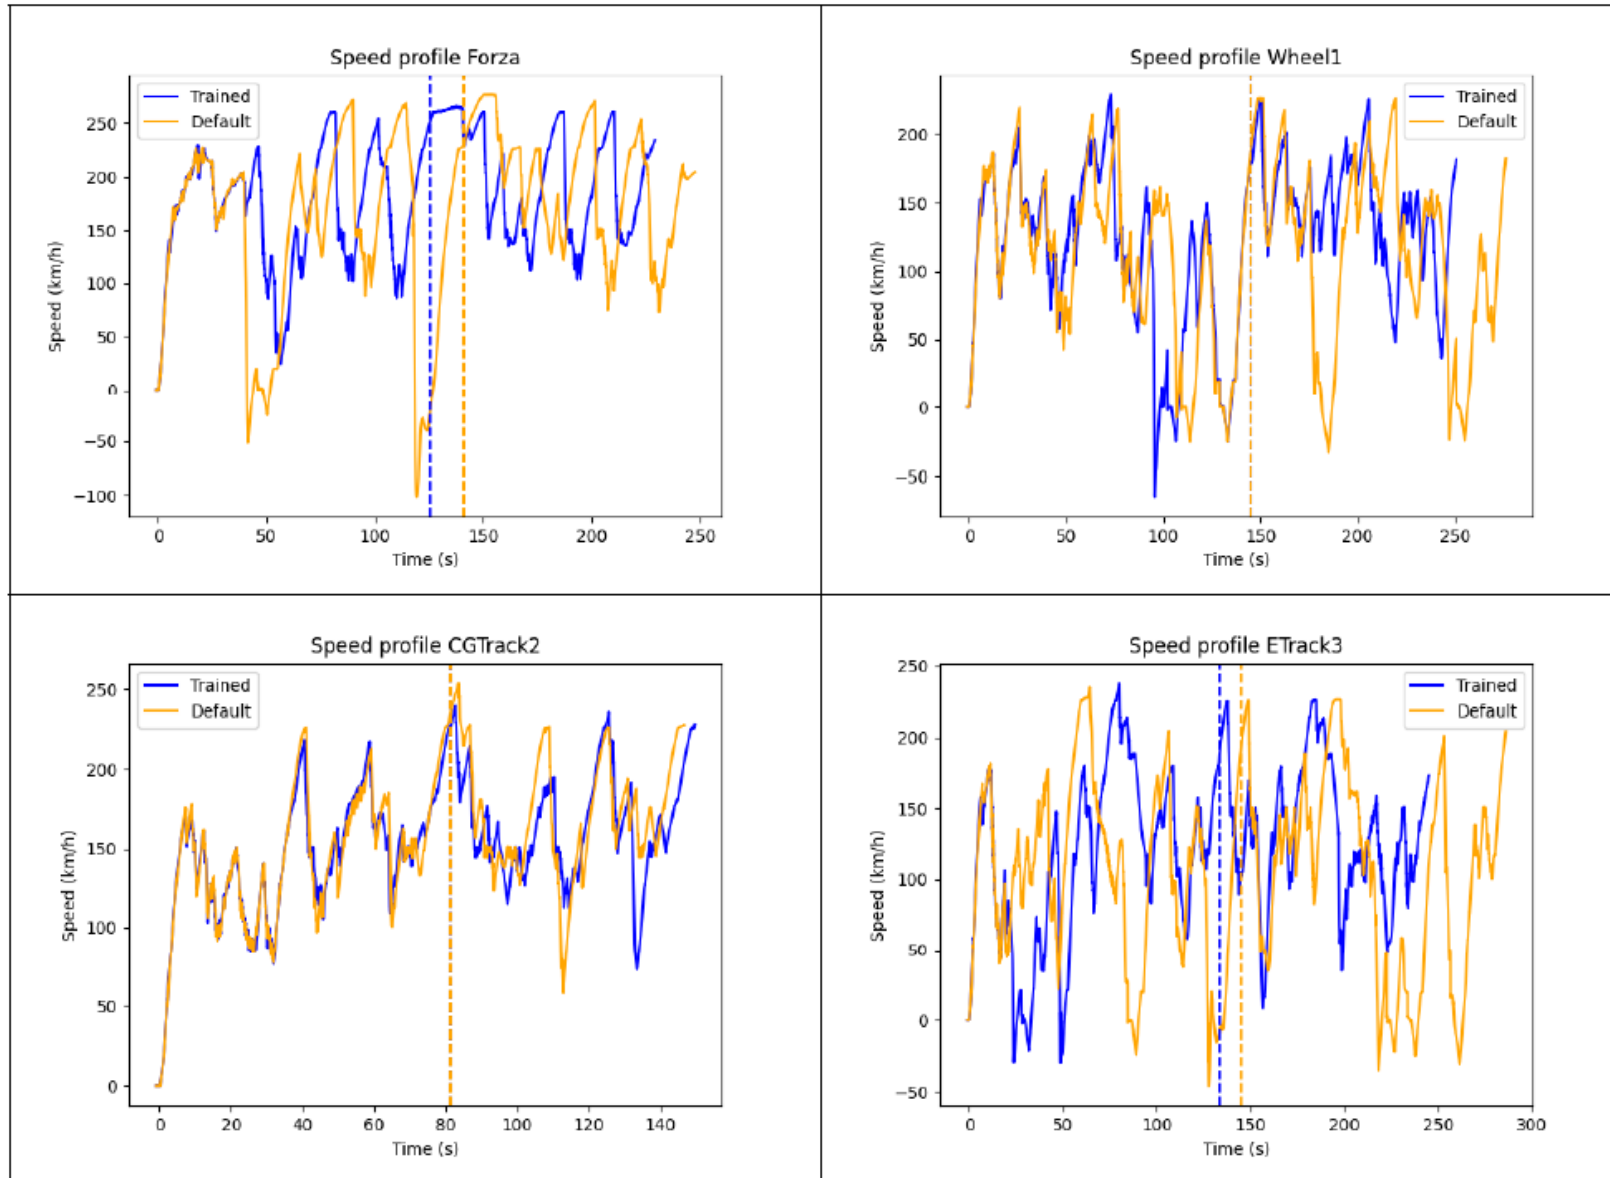 Speed profile Forza
Trained
Default
Speed (km/h)
250
200
150
100
50
0
−50
−100
0 50 100 150 200 250
Time (s)
Speed profile Wheel1
Trained
Default
Speed (km/h)
200
150
100
50
0
−50
0 50 100 150 200 250
Time (s)
Speed profile CGTrack2
Trained
Default
Speed (km/h)
250
200
150
100
50
0
0 20 40 60 80 100 120 140
Time (s)
Speed profile ETrack3
Trained
Default
Speed (km/h)
250
200
150
100
50
0
−50
0 50 100 150 200 250 300
Time (s)